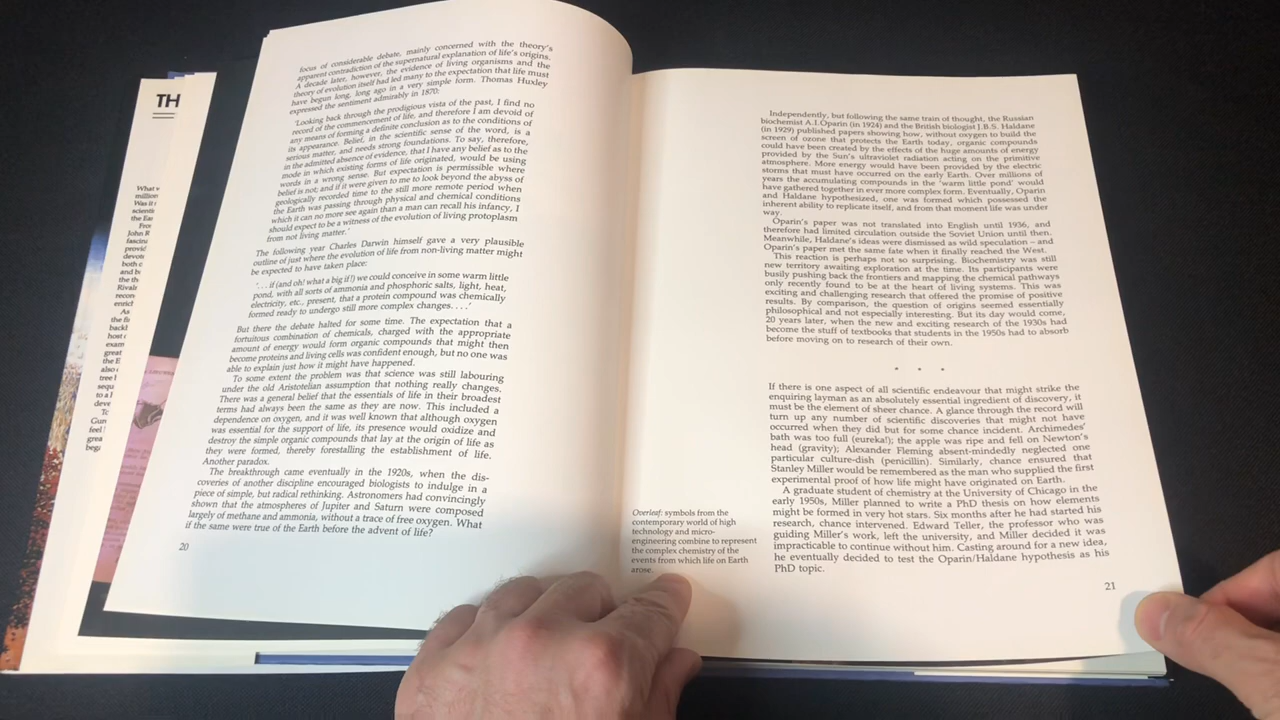 TH
What
million
Was it
scienti
the Ear
Fro
John R
fascina
provid
devot
both o
and b
the th
Rival
recon
enric
As
the fi
back
host
exam
great
the E
also
tree
sequ
to a l
deve
To
Gun
feel
grea
beg
focus of considerable debate, mainly concerned with the theory's
apparent contradiction of the supernatural explanation of life's origins.
A decade later, however, the evidence of living organisms and the
theory of evolution itself had led many to the expectation that life must
have begun long, long ago in a very simple form. Thomas Huxley
expressed the sentiment admirably in 1870:
'Looking back through the prodigious vista of the past, I find no
record of the commencement of life, and therefore I am devoid of
any means of forming a definite conclusion as to the conditions of
its appearance. Belief, in the scientific sense of the word, is a
serious matter, and needs strong foundations. To say, therefore,
in the admitted absence of evidence, that I have any belief as to the
mode in which existing forms of life originated, would be using
words in a wrong sense. But expectation is permissible where
belief is not; and if it were given me to look beyond the abyss of
geologically recorded time to the still more remote period when
the Earth was passing through physical and chemical conditions
which it can no more see again than a man can recall his infancy, I
should expect to be a witness of the evolution of living protoplasm
from not living matter.'
The following year Charles Darwin himself gave a very plausible
outline of just where the evolution of life from non-living matter might
be expected to have taken place:
'. . . if (and oh! what a big if!) we could conceive in some warm little
pond, with all sorts of ammonia and phosphoric salts, light, heat,
electricity, etc., present, that a protein compound was chemically
formed ready to undergo still more complex changes. . . .'
But there the debate halted for some time. The expectation that a
fortuitous combination of chemicals, charged with the appropriate
amount of energy would form organic compounds that might then
become proteins and living cells was confident enough, but no one was
able to explain just how it might have happened.
To some extent the problem was that science was still labouring
under the old Aristotelian assumption that nothing really changes.
There was a general belief that the essentials of life in their broadest
terms had always been the same as they are now. This included a
dependence on oxygen, and it was well known that although oxygen
was essential for the support of life, its presence would oxidize and
destroy the simple organic compounds that lay at the origin of life as
they were formed, thereby forestalling the establishment of life.
Another paradox.
The breakthrough came eventually in the 1920s, when the dis-
coveries of another discipline encouraged biologists to indulge in a
piece of simple, but radical rethinking. Astronomers had convincingly
shown that the atmospheres of Jupiter and Saturn were composed
largely of methane and ammonia, without a trace of free oxygen. What
if the same were true of the Earth before the advent of life?
20
Independently, but following the same train of thought, the Russian
biochemist A.I.Oparin (in 1924) and the British biologist J.B.S. Haldane
(in 1929) published papers showing how, without oxygen to build the
screen of ozone that protects the Earth today, organic compounds
could have been created by the effects of the huge amounts of energy
provided by the Sun's ultraviolet radiation acting on the primitive
atmosphere. More energy would have been provided by the electric
storms that must have occurred on the early Earth. Over millions of
years the accumulating compounds in the 'warm little pond' would
have gathered together in ever more complex form. Eventually, Oparin
and Haldane hypothesized, one was formed which possessed the
inherent ability to replicate itself, and from that moment life was under
way.
Oparin's paper was not translated into English until 1936, and
therefore had limited circulation outside the Soviet Union until then.
Meanwhile, Haldane's ideas were dismissed as wild speculation – and
Oparin's paper met the same fate when it finally reached the West.
This reaction is perhaps not so surprising. Biochemistry was still
new territory awaiting exploration at the time. Its participants were
busily pushing back the frontiers and mapping the chemical pathways
only recently found to be at the heart of living systems. This was
exciting and challenging research that offered the promise of positive
results. By comparison, the question of origins seemed essentially
philosophical and not especially interesting. But its day would come,
20 years later, when the new and exciting research of the 1930s had
become the stuff of textbooks that students in the 1950s had to absorb
before moving on to research of their own.
* * *
If there is one aspect of all scientific endeavour that might strike the
enquiring layman as an absolutely essential ingredient of discovery, it
must be the element of sheer chance. A glance through the record will
turn up any number of scientific discoveries that might not have
occurred when they did but for some chance incident. Archimedes'
bath was too full (eureka!); the apple was ripe and fell on Newton's
head (gravity); Alexander Fleming absent-mindedly neglected one
particular culture-dish (penicillin). Similarly, chance ensured that
Stanley Miller would be remembered as the man who supplied the first
experimental proof of how life might have originated on Earth.
A graduate student of chemistry at the University of Chicago in the
early 1950s, Miller planned to write a PhD thesis on how elements
might be formed in very hot stars. Six months after he had started his
research, chance intervened. Edward Teller, the professor who was
guiding Miller's work, left the university, and Miller decided it was
impracticable to continue without him. Casting around for a new idea,
he eventually decided to test the Oparin/Haldane hypothesis as his
PhD topic.
Overleaf: symbols from the
contemporary world of high
technology and micro-
engineering combine to represent
the complex chemistry of the
events from which life on Earth
arose.
21